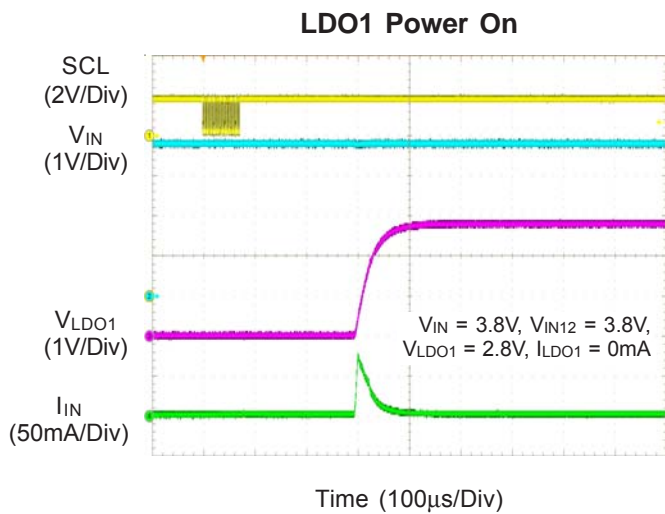 LDO1 Power On
SCL
(2V/Div)
VIN
(1V/Div)
VLDO1
(1V/Div)
VIN = 3.8V, VIN12 = 3.8V,
VLDO1 = 2.8V, ILDO1 = 0mA
IIN
(50mA/Div)
Time (100μs/Div)